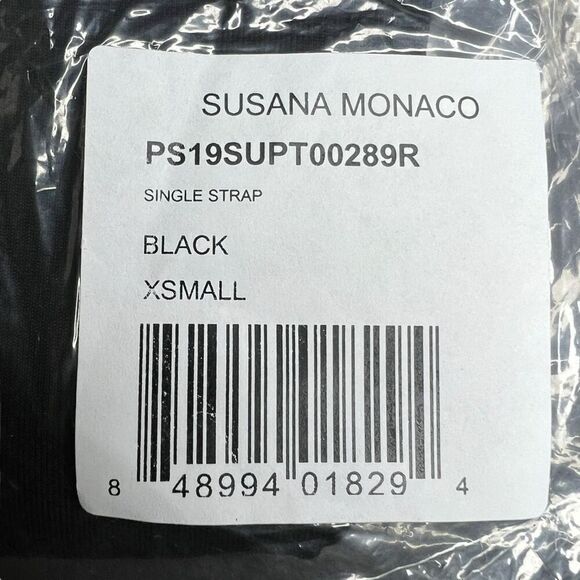 SUSANA MONACO
PS19SUPT00289R
SINGLE STRAP
BLACK
XSMALL
8 48994 01829 4